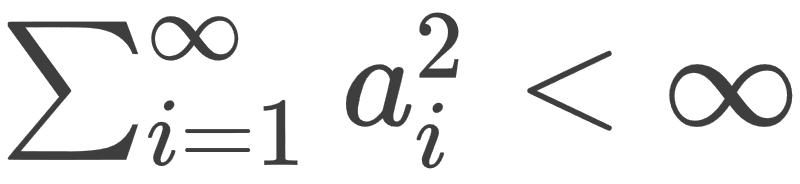 ∑_{i=1}^{∞} a_i^2 < ∞